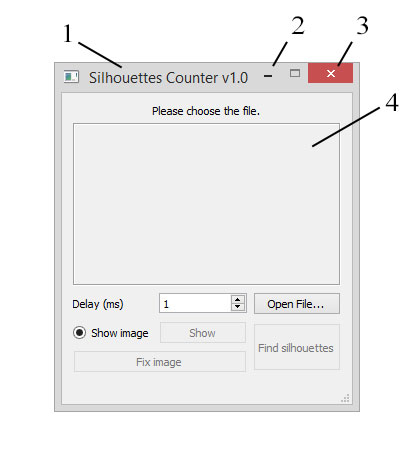 1
2
3
Silhouettes Counter v1.0
Please choose the file.
4
Delay (ms)
1
Open File...
Show image
Show
Find silhouettes
Fix image